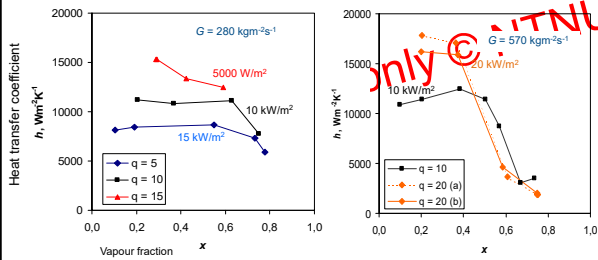 G = 280 kgm⁻²s⁻¹
Heat transfer coefficient
h, Wm⁻²K⁻¹
20000
15000
10000
5000
0
5000 W/m²
10 kW/m²
15 kW/m²
q = 5
q = 10
q = 15
0,0 0,2 0,4 0,6 0,8 1,0
Vapour fraction
x
only © NTNU
G = 570 kgm⁻²s⁻¹
h, Wm⁻²K⁻¹
20000
15000
10000
5000
0
20 kW/m²
10 kW/m²
q = 10
q = 20 (a)
q = 20 (b)
0,0 0,2 0,4 0,6 0,8 1,0
x